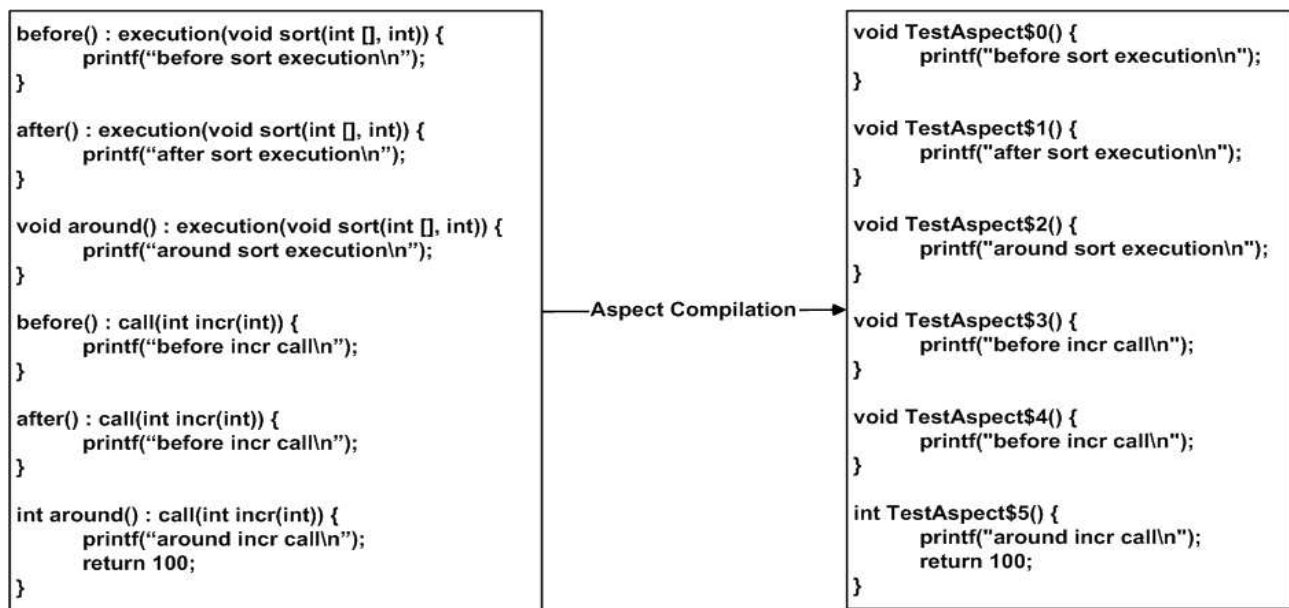 before() : execution(void sort(int [], int)) {
printf(“before sort execution\n”);
}
after() : execution(void sort(int [], int)) {
printf(“after sort execution\n”);
}
void around() : execution(void sort(int [], int)) {
printf(“around sort execution\n”);
}
before() : call(int incr(int)) {
printf(“before incr call\n”);
}
after() : call(int incr(int)) {
printf(“before incr call\n”);
}
int around() : call(int incr(int)) {
printf(“around incr call\n”);
return 100;
}
Aspect Compilation
void TestAspect$0() {
printf("before sort execution\n");
}
void TestAspect$1() {
printf("after sort execution\n");
}
void TestAspect$2() {
printf("around sort execution\n");
}
void TestAspect$3() {
printf("before incr call\n");
}
void TestAspect$4() {
printf("before incr call\n");
}
int TestAspect$5() {
printf("around incr call\n");
return 100;
}